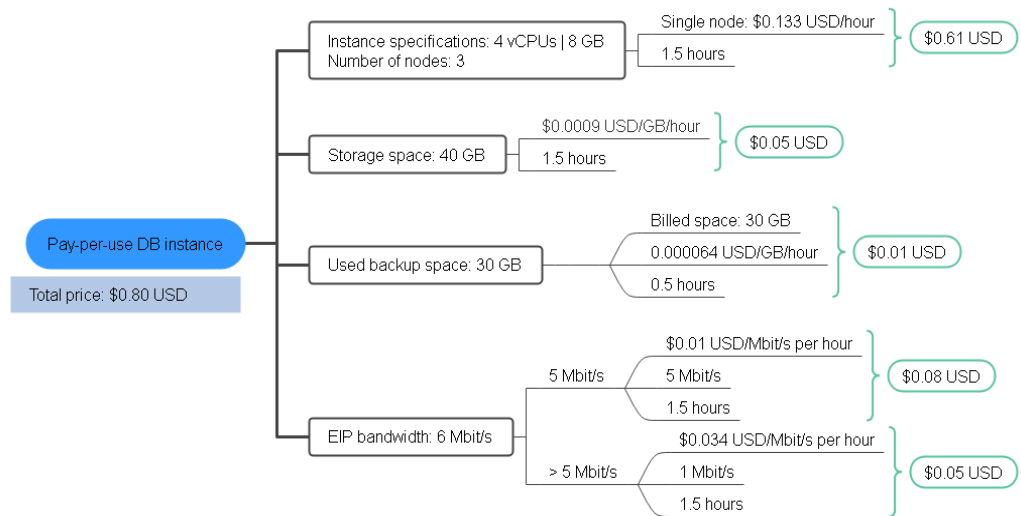 Pay-per-use DB instance
Total price: $0.80 USD
Instance specifications: 4 vCPUs | 8 GB
Number of nodes: 3
Single node: $0.133 USD/hour
1.5 hours
$0.61 USD
Storage space: 40 GB
$0.0009 USD/GB/hour
1.5 hours
$0.05 USD
Used backup space: 30 GB
Billed space: 30 GB
0.000064 USD/GB/hour
0.5 hours
$0.01 USD
EIP bandwidth: 6 Mbit/s
5 Mbit/s
$0.01 USD/Mbit/s per hour
5 Mbit/s
1.5 hours
$0.08 USD
> 5 Mbit/s
$0.034 USD/Mbit/s per hour
1 Mbit/s
1.5 hours
$0.05 USD